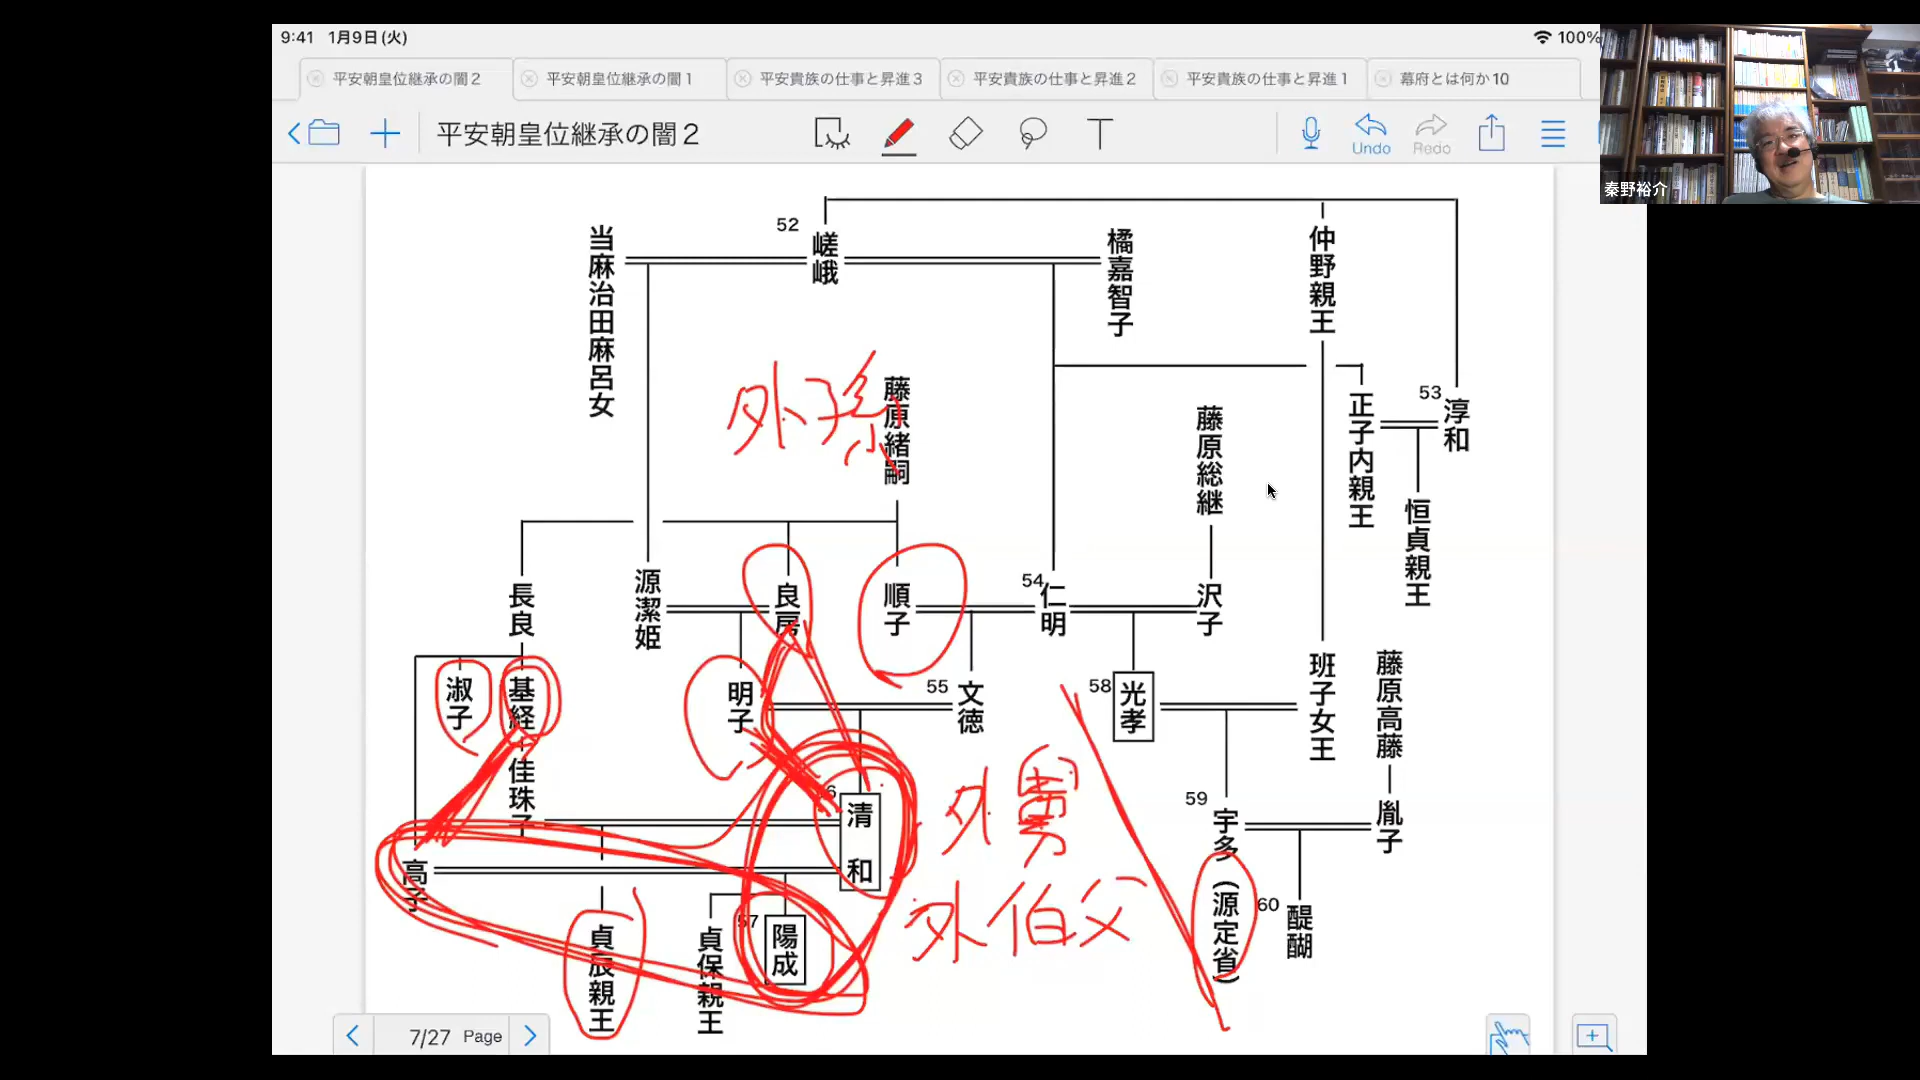 9:41 1月9日(火)
100%
平安朝皇位継承の闇２
平安朝皇位継承の闇１
平安貴族の仕事と昇進３
平安貴族の仕事と昇進２
平安貴族の仕事と昇進１
幕府とは何か10
平安朝皇位継承の闇２
Undo
Redo
秦野裕介
52
嵯峨
当麻治田麻呂女
橘嘉智子
仲野親王
53
淳和
正子内親王
恒貞親王
外孫
藤原緒嗣
藤原総継
長良
源潔姫
良房
順子
54
仁明
沢子
淑子
基経
明子
55
文徳
58
光孝
班子女王
藤原高藤
佳珠子
清和
外舅
外伯父
59
宇多(源定省)
胤子
高子
貞辰親王
貞保親王
57
陽成
60
醍醐
7/27 Page